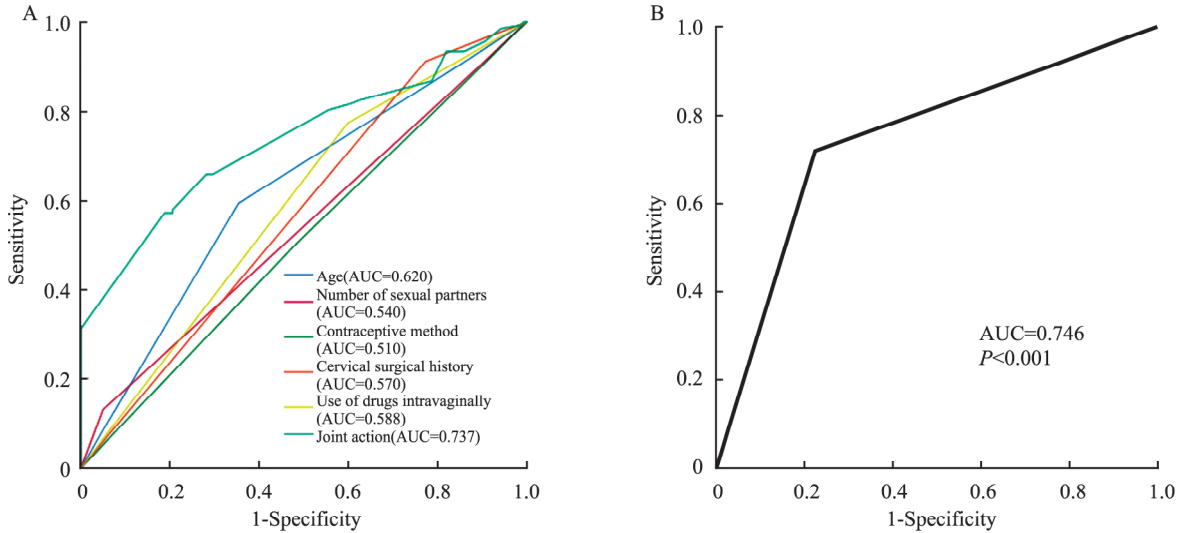 A
1.0
0.8
0.6
0.4
0.2
0
Sensitivity
Age(AUC=0.620)
Number of sexual partners
(AUC=0.540)
Contraceptive method
(AUC=0.510)
Cervical surgical history
(AUC=0.570)
Use of drugs intravaginally
(AUC=0.588)
Joint action(AUC=0.737)
0 0.2 0.4 0.6 0.8 1.0
1-Specificity
B
1.0
0.8
0.6
0.4
0.2
0
Sensitivity
AUC=0.746
P<0.001
0 0.2 0.4 0.6 0.8 1.0
1-Specificity